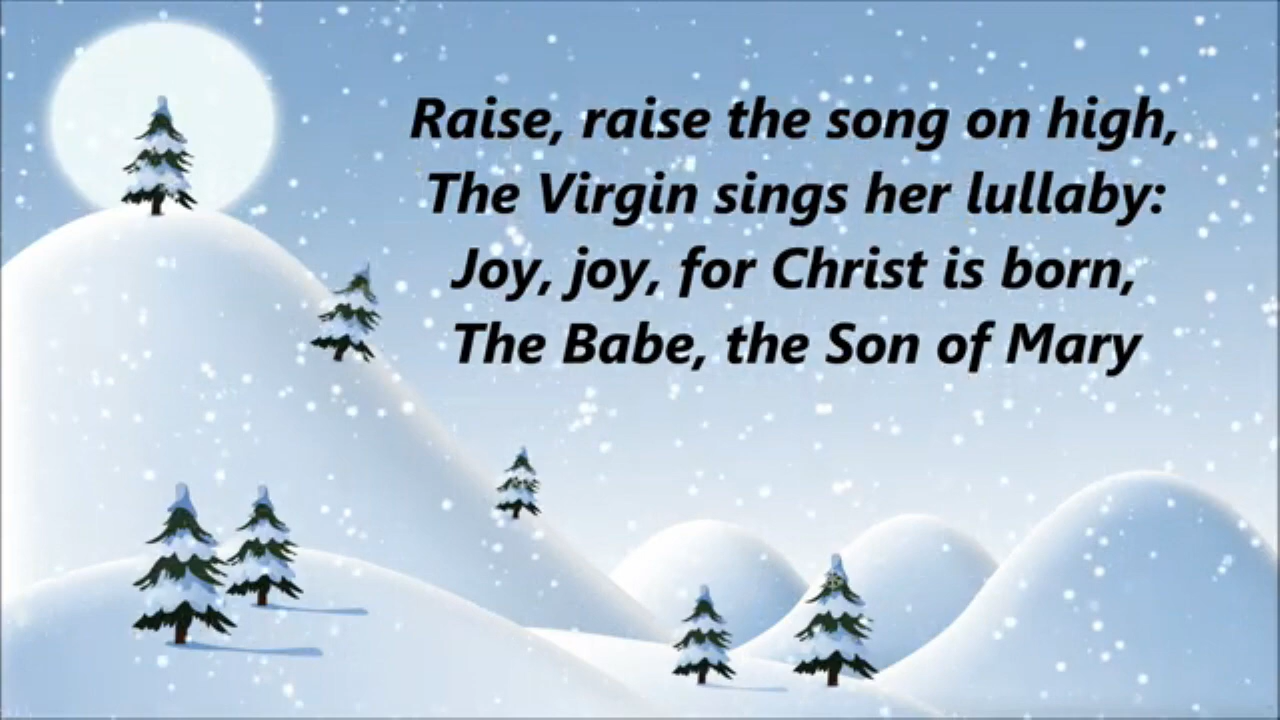 Raise, raise the song on high,
The Virgin sings her lullaby:
Joy, joy, for Christ is born,
The Babe, the Son of Mary